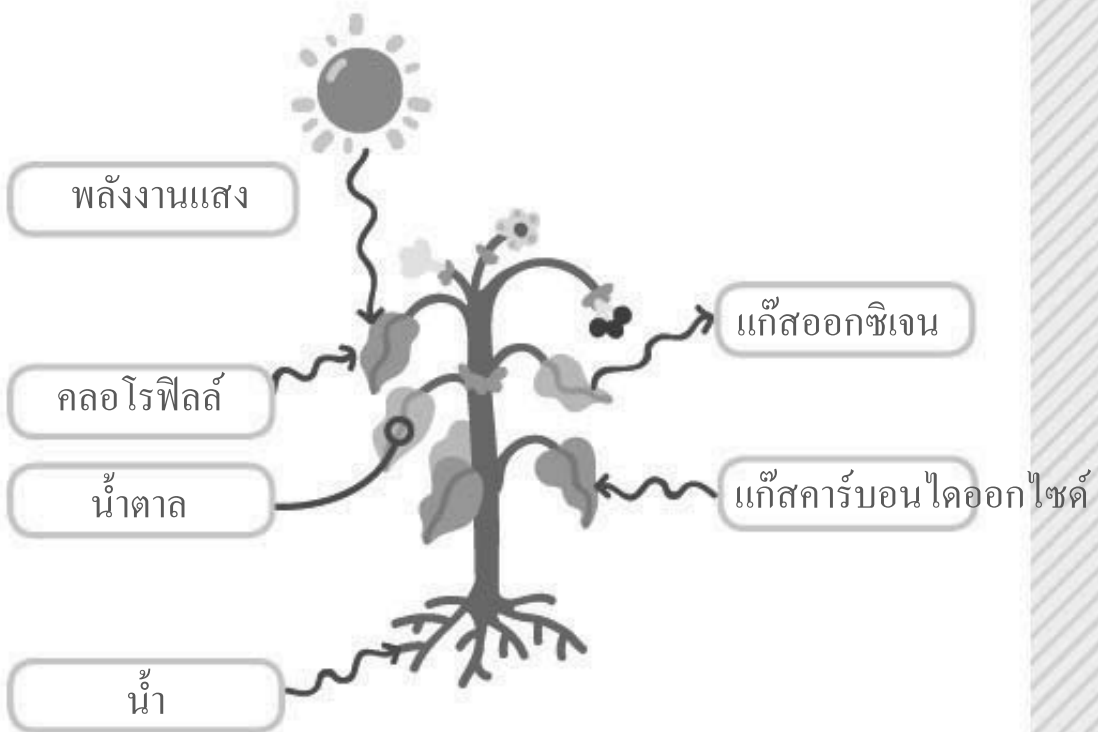 พลังงานแสง
แก๊สออกซิเจน
คลอโรฟิลล์
น้ำตาล
แก๊สคาร์บอนไดออกไซด์
น้ำ